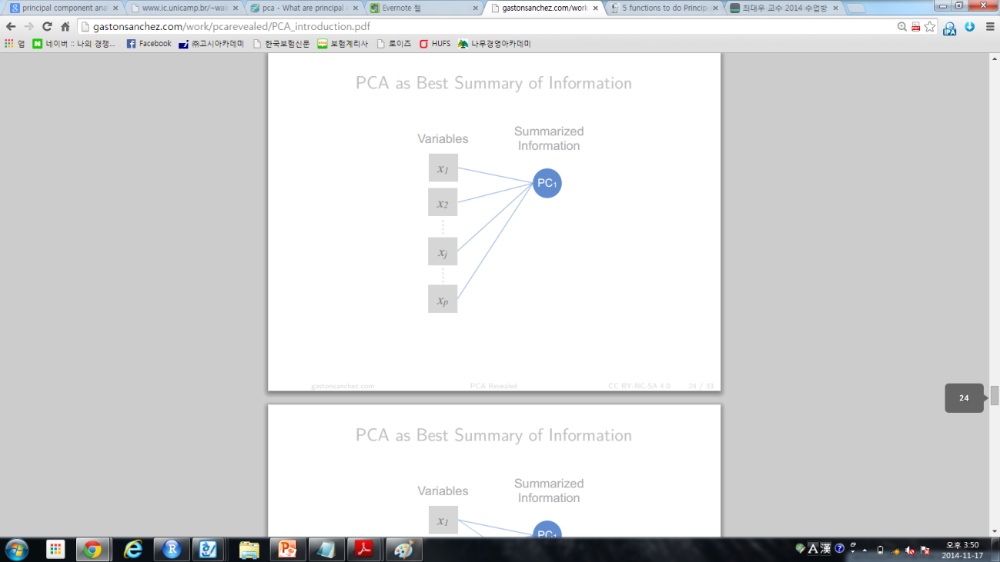 principal component anal
www.ic.unicamp.br/~wai
pca - What are principal
Evernote 웹
gastonsanchez.com/work
5 functions to do Princip
최대우 교수 2014 수업방
gastonsanchez.com/work/pcarevealed/PCA_introduction.pdf
앱
네이버 :: 나의 경쟁...
Facebook
㈜고시아카데미
한국보험신문
보험계리사
로이즈
HUFS
나무경영아카데미
PCA as Best Summary of Information
Variables
Summarized
Information
x1
PC1
x2
xj
xp
gastonsanchez.com PCA Revealed CC BY-NC-SA 4.0 24 / 33
24
PCA as Best Summary of Information
Variables
Summarized
Information
x1
PC1
A 漢
오후 3:50
2014-11-17